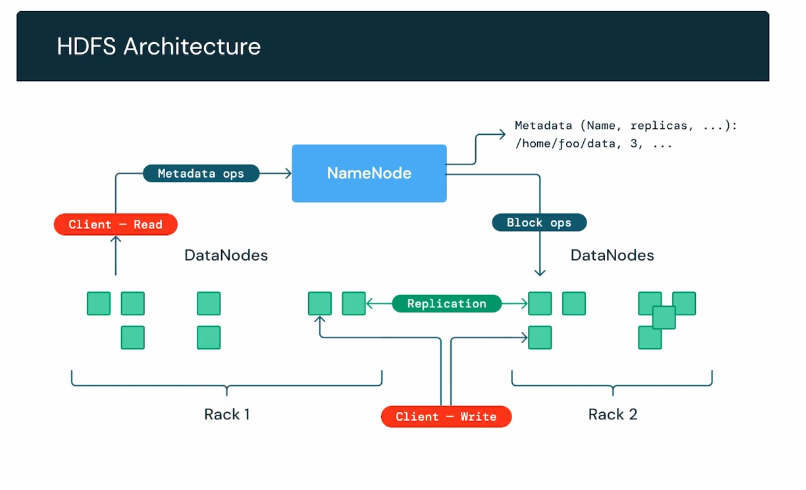 HDFS Architecture
Metadata (Name, replicas, ...):
/home/foo/data, 3, ...
Metadata ops
NameNode
Client — Read
Block ops
DataNodes
DataNodes
Replication
Rack 1
Client — Write
Rack 2